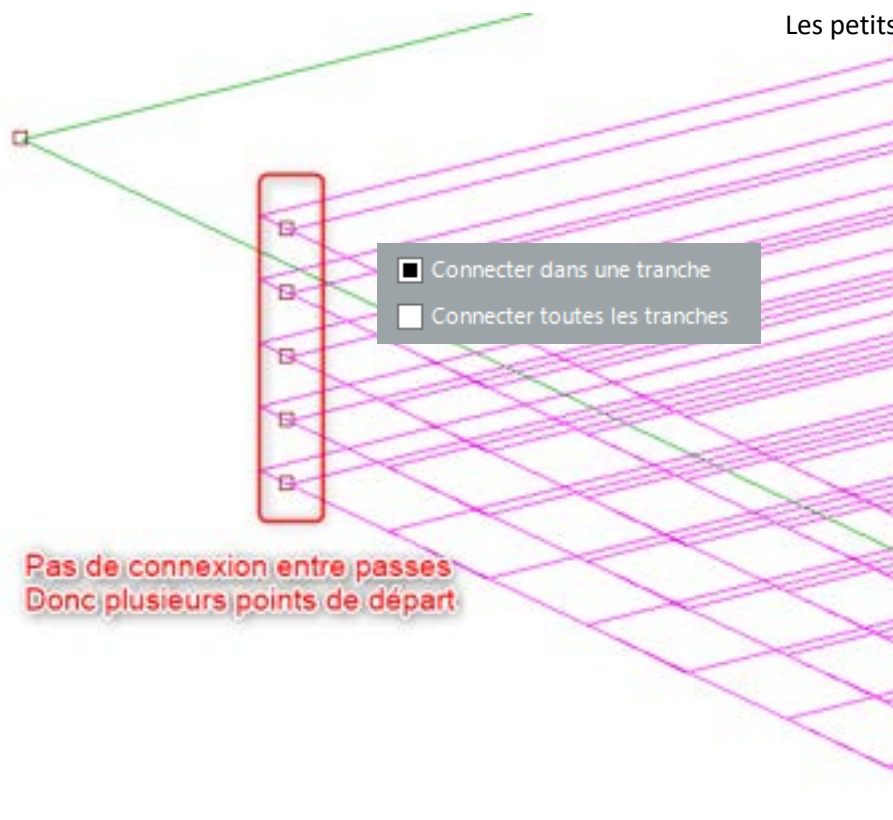 Les petits
Connecter dans une tranche
Connecter toutes les tranches
Pas de connexion entre passes
Donc plusieurs points de départ